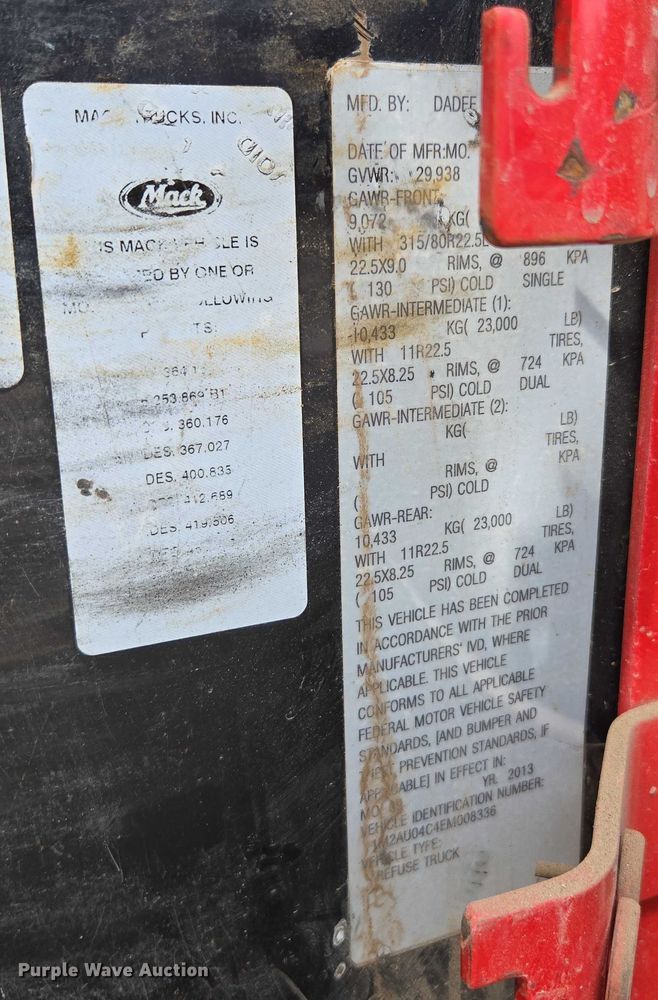 TRUCKS, INC.
Mack
IS MACK VEHICLE IS
BY ONE OR
FOLLOWING
253.869
360.176
DES. 367.027
DES. 400.835
412.669
DES. 419.806
MFD. BY: DADEE
DATE OF MFR:MO.
GVWR: 29,938
GAWR-FRONT
9,072 KG(
WITH 315/80R22.5L
22.5X9.0 RIMS, @ 896 KPA
( 130 PSI) COLD SINGLE
GAWR-INTERMEDIATE (1):
10,433 KG( 23,000 LB)
WITH 11R22.5 TIRES,
22.5X8.25 RIMS, @ 724 KPA
( 105 PSI) COLD DUAL
GAWR-INTERMEDIATE (2):
KG( LB)
WITH TIRES,
RIMS, @ KPA
( PSI) COLD
GAWR-REAR:
10,433 KG( 23,000 LB)
WITH 11R22.5 TIRES,
22.5X8.25 RIMS, @ 724 KPA
( 105 PSI) COLD DUAL
THIS VEHICLE HAS BEEN COMPLETED
IN ACCORDANCE WITH THE PRIOR
MANUFACTURERS' IVD, WHERE
APPLICABLE. THIS VEHICLE
CONFORMS TO ALL APPLICABLE
FEDERAL MOTOR VEHICLE SAFETY
STANDARDS, [AND BUMPER AND
THEFT PREVENTION STANDARDS, IF
APPLICABLE] IN EFFECT IN:
MO. YR. 2013
VEHICLE IDENTIFICATION NUMBER:
1M2AU04C4EM008336
VEHICLE TYPE:
REFUSE TRUCK
Purple Wave Auction